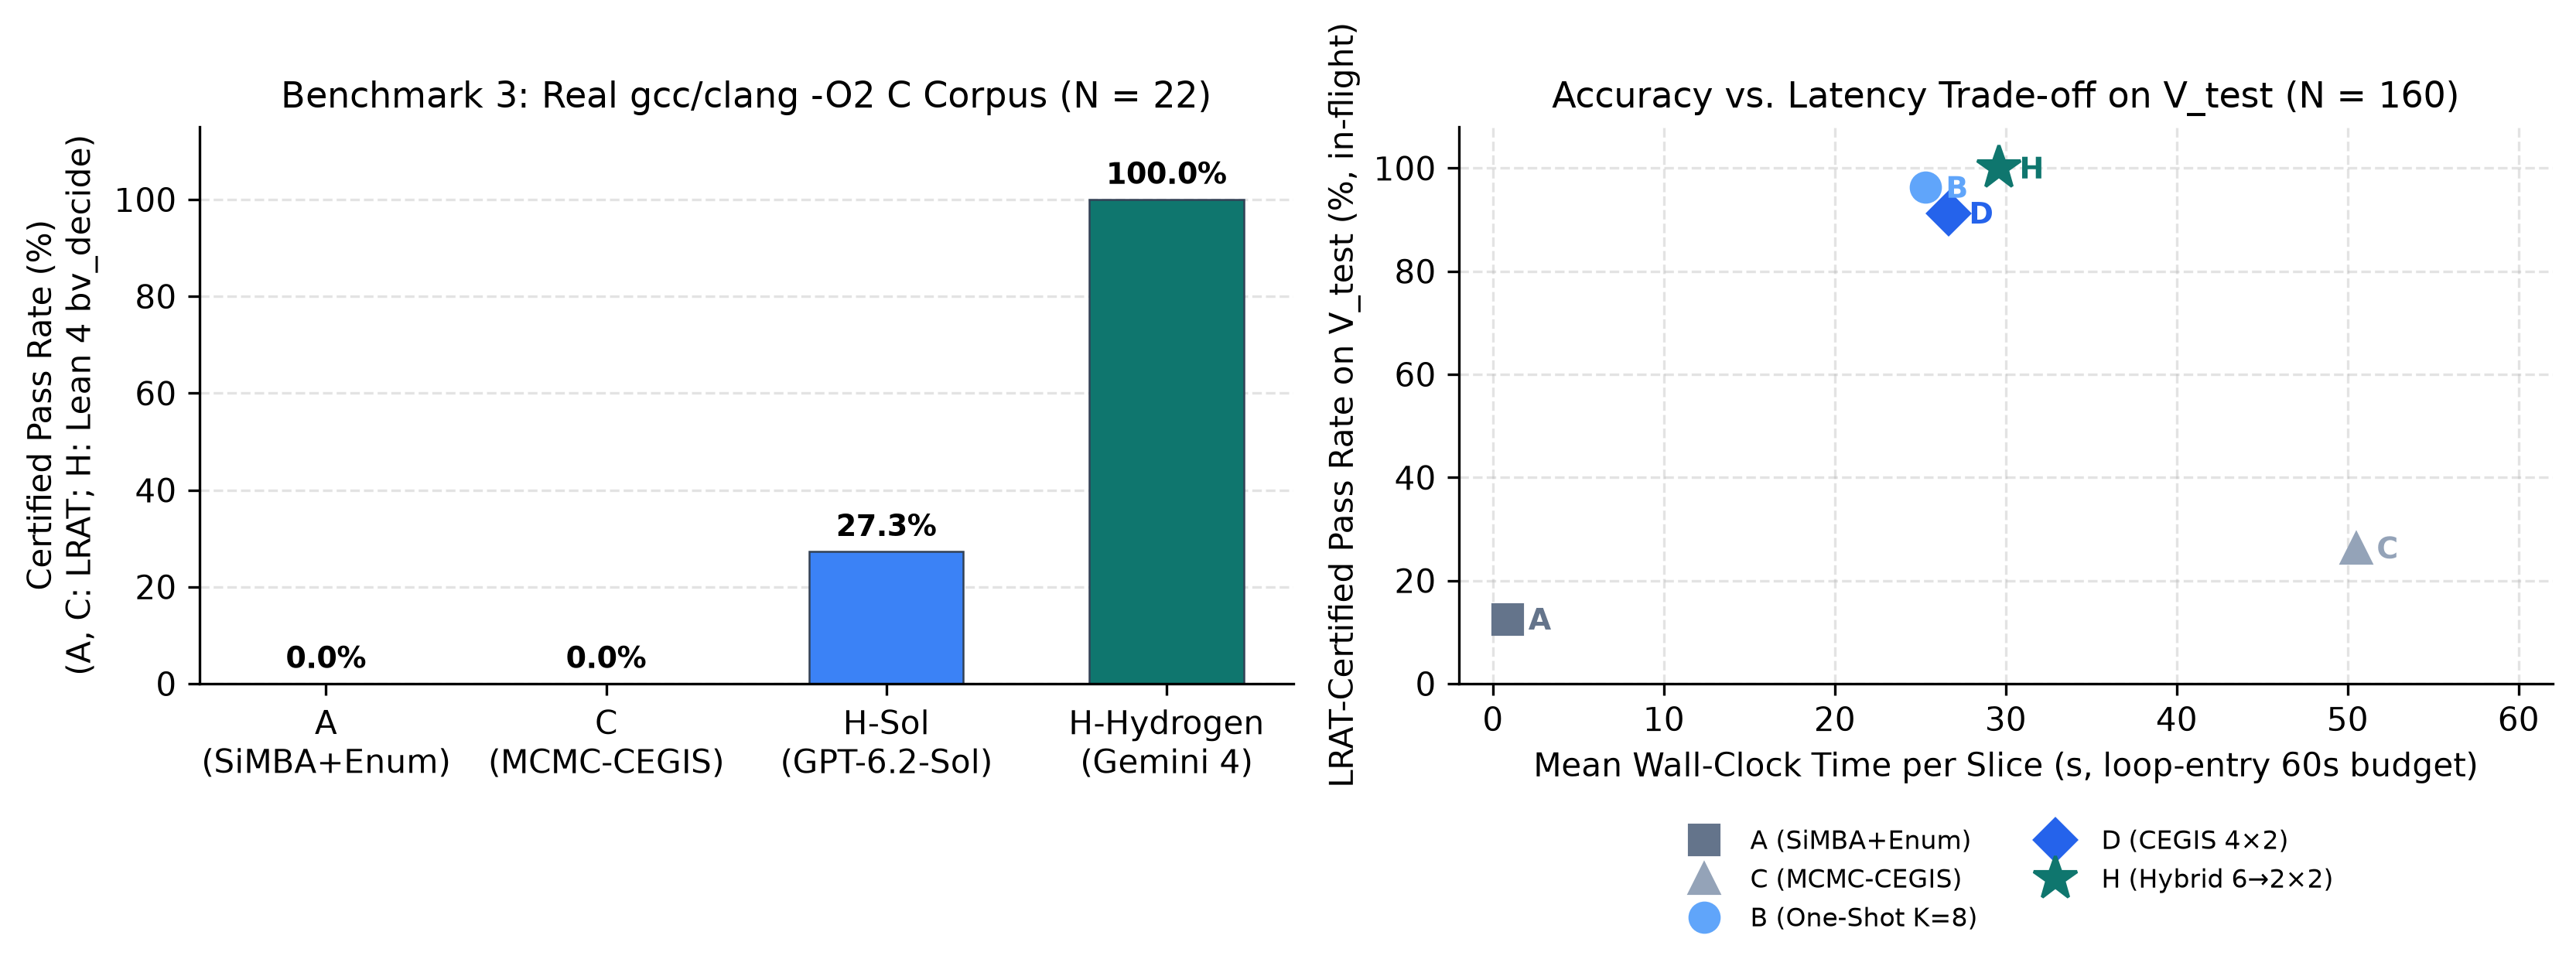 Benchmark 3: Real gcc/clang -O2 C Corpus (N = 22)
Certified Pass Rate (%)
(A, C: LRAT; H: Lean 4 bv_decide)
100
80
60
40
20
0
0.0%
0.0%
27.3%
100.0%
A
(SiMBA+Enum)
C
(MCMC-CEGIS)
H-Sol
(GPT-6.2-Sol)
H-Hydrogen
(Gemini 4)
Accuracy vs. Latency Trade-off on V_test (N = 160)
LRAT-Certified Pass Rate on V_test (%, in-flight)
100
80
60
40
20
0
H
B
D
C
A
0
10
20
30
40
50
60
Mean Wall-Clock Time per Slice (s, loop-entry 60s budget)
A (SiMBA+Enum)
C (MCMC-CEGIS)
B (One-Shot K=8)
D (CEGIS 4×2)
H (Hybrid 6→2×2)